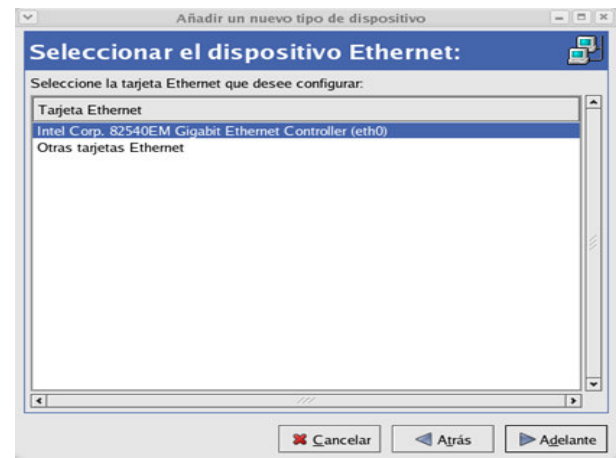 Añadir un nuevo tipo de dispositivo
Seleccionar el dispositivo Ethernet:
Seleccione la tarjeta Ethernet que desee configurar:
Tarjeta Ethernet
Intel Corp. 82540EM Gigabit Ethernet Controller (eth0)
Otras tarjetas Ethernet
Cancelar
Atrás
Adelante